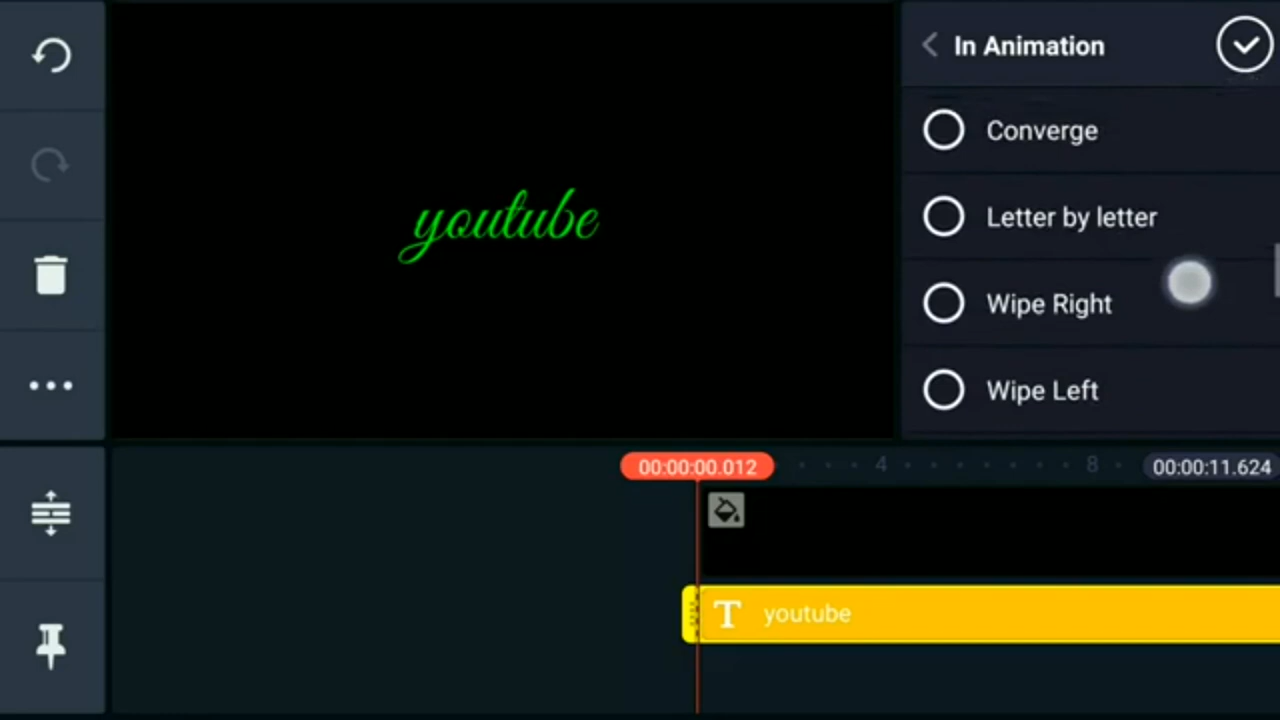 In Animation
Converge
Letter by letter
youtube
Wipe Right
Wipe Left
00:00:00.012
4
8
00:00:11.624
T youtube